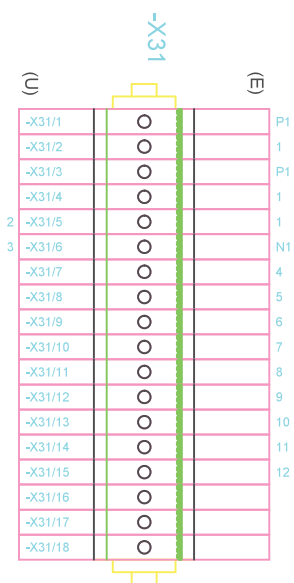 -X31
(U) (E)
-X31/1 P1
-X31/2 1
-X31/3 P1
-X31/4 1
2 -X31/5 1
3 -X31/6 N1
-X31/7 4
-X31/8 5
-X31/9 6
-X31/10 7
-X31/11 8
-X31/12 9
-X31/13 10
-X31/14 11
-X31/15 12
-X31/16
-X31/17
-X31/18